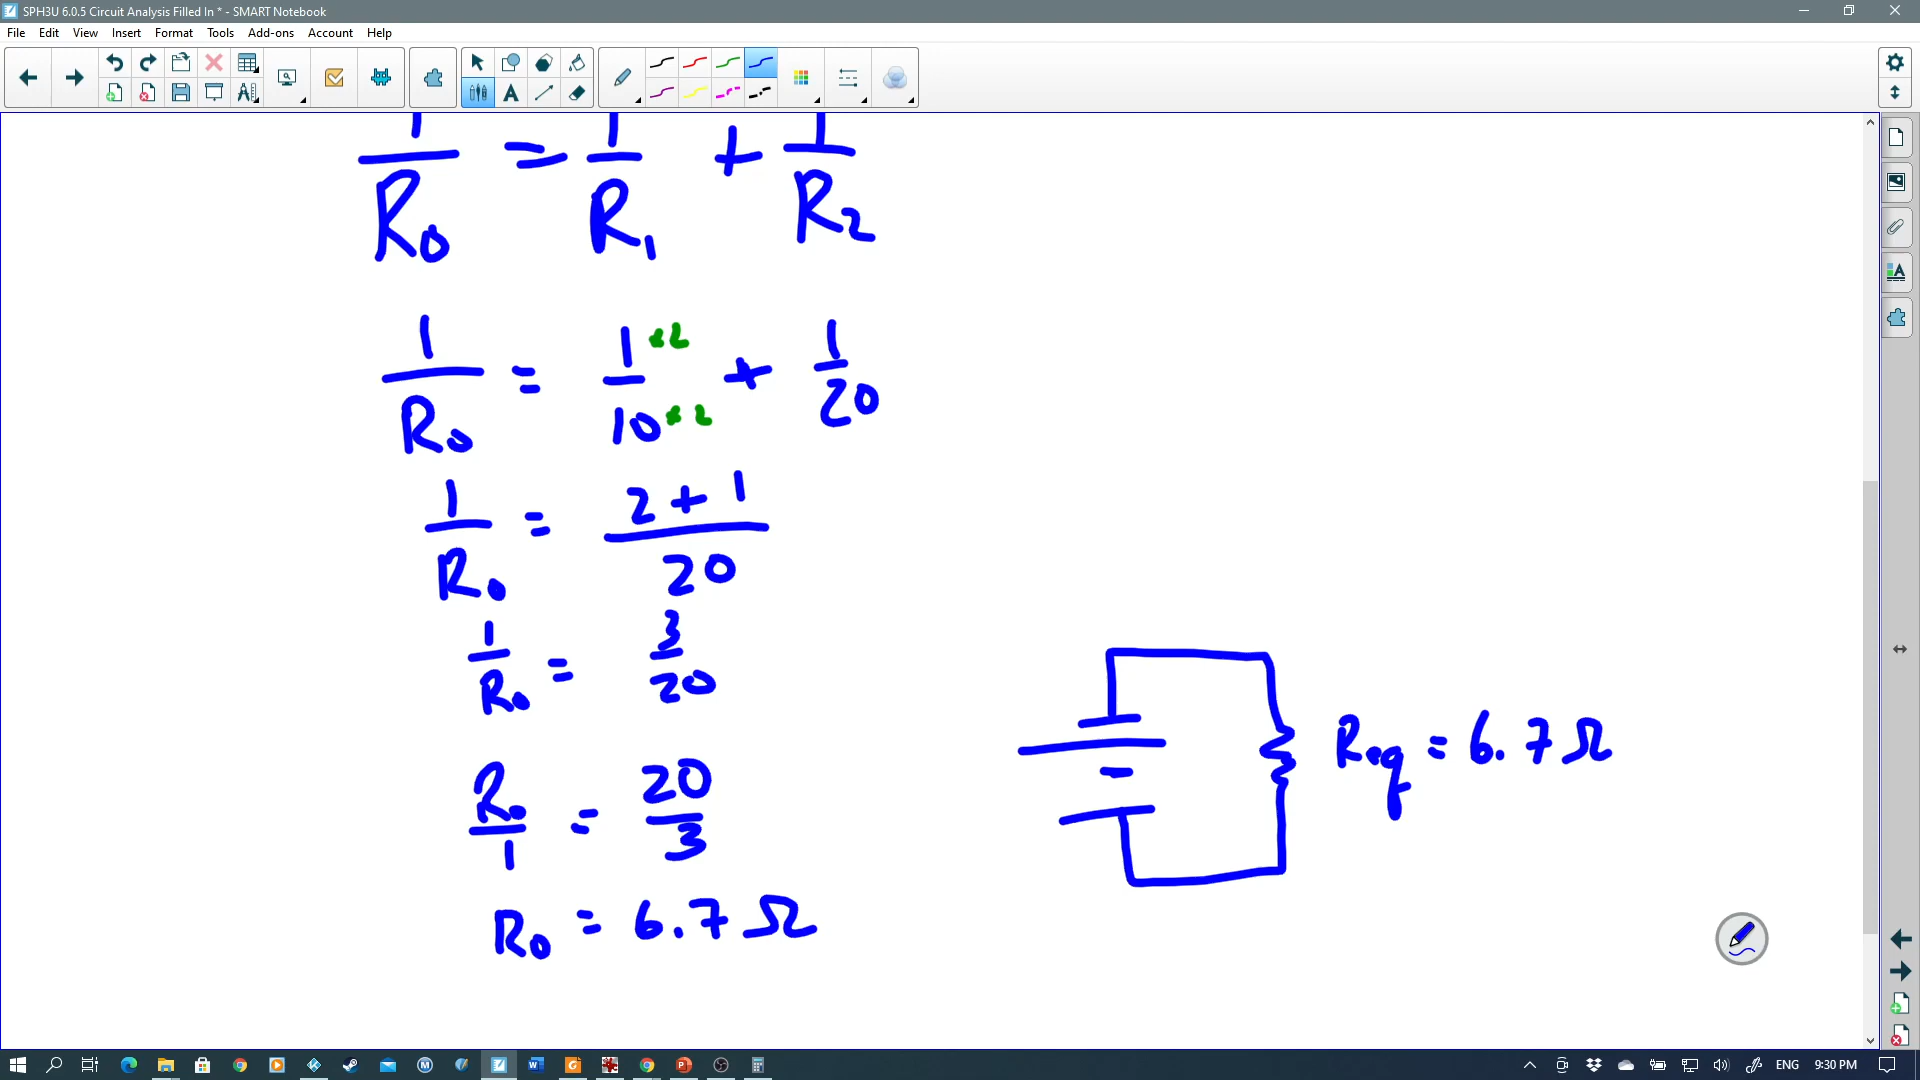 SPH3U 6.0.5 Circuit Analysis Filled In * - SMART Notebook
File Edit View Insert Format Tools Add-ons Account Help
1/R₀ = 1/R₁ + 1/R₂
1/R₀ = 1×2/10×2 + 1/20
1/R₀ = 2+1/20
1/R₀ = 3/20
R₀/1 = 20/3
R₀ = 6.7 Ω
Req = 6.7 Ω
ENG 9:30 PM